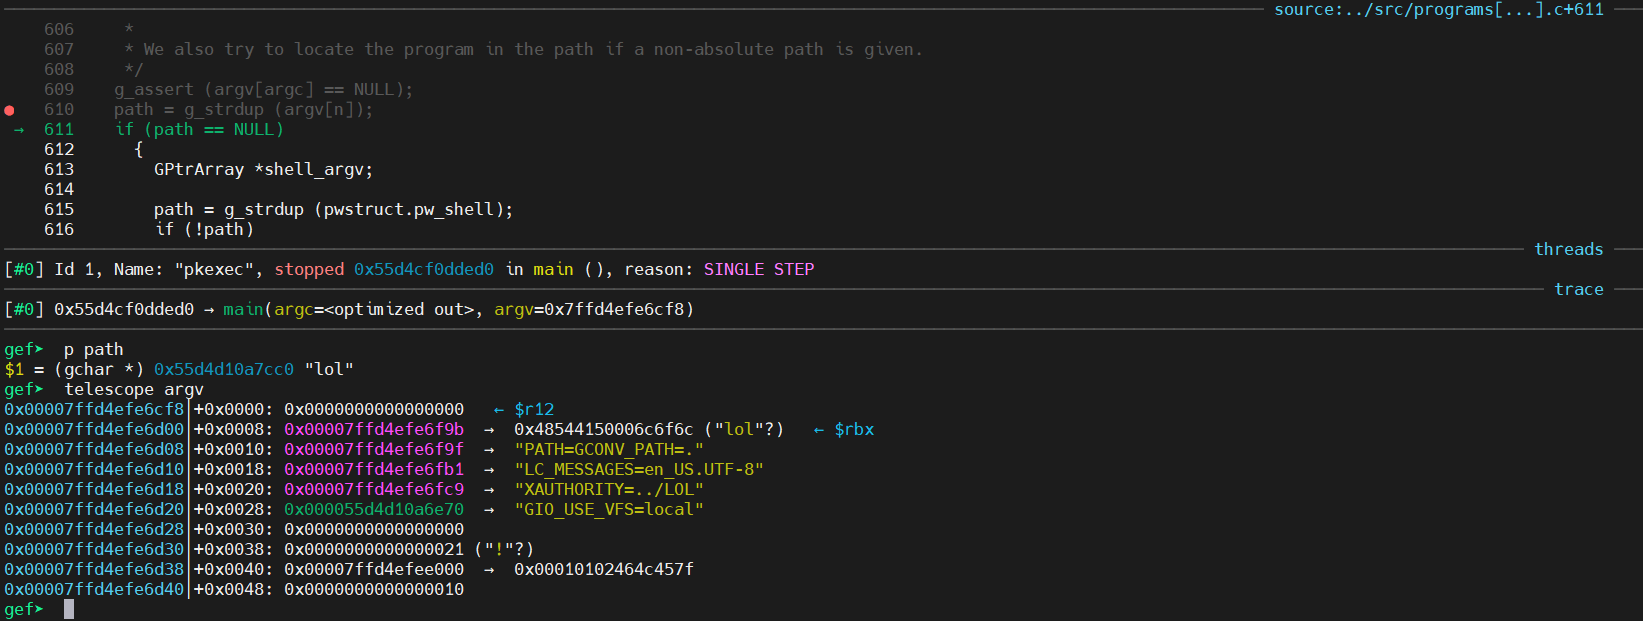 source:../src/programs[...].c+611
606 *
607 * We also try to locate the program in the path if a non-absolute path is given.
608 */
609 g_assert (argv[argc] == NULL);
● 610 path = g_strdup (argv[n]);
→ 611 if (path == NULL)
612 {
613 GPtrArray *shell_argv;
614
615 path = g_strdup (pwstruct.pw_shell);
616 if (!path)
threads
[#0] Id 1, Name: "pkexec", stopped 0x55d4cf0dded0 in main (), reason: SINGLE STEP
trace
[#0] 0x55d4cf0dded0 → main(argc=<optimized out>, argv=0x7ffd4efe6cf8)
gef➤ p path
$1 = (gchar *) 0x55d4d10a7cc0 "lol"
gef➤ telescope argv
0x00007ffd4efe6cf8│+0x0000: 0x0000000000000000 ← $r12
0x00007ffd4efe6d00│+0x0008: 0x00007ffd4efe6f9b → 0x48544150006c6f6c ("lol"?) ← $rbx
0x00007ffd4efe6d08│+0x0010: 0x00007ffd4efe6f9f → "PATH=GCONV_PATH=."
0x00007ffd4efe6d10│+0x0018: 0x00007ffd4efe6fb1 → "LC_MESSAGES=en_US.UTF-8"
0x00007ffd4efe6d18│+0x0020: 0x00007ffd4efe6fc9 → "XAUTHORITY=../LOL"
0x00007ffd4efe6d20│+0x0028: 0x000055d4d10a6e70 → "GIO_USE_VFS=local"
0x00007ffd4efe6d28│+0x0030: 0x0000000000000000
0x00007ffd4efe6d30│+0x0038: 0x0000000000000021 ("!"?)
0x00007ffd4efe6d38│+0x0040: 0x00007ffd4efee000 → 0x00010102464c457f
0x00007ffd4efe6d40│+0x0048: 0x0000000000000010
gef➤